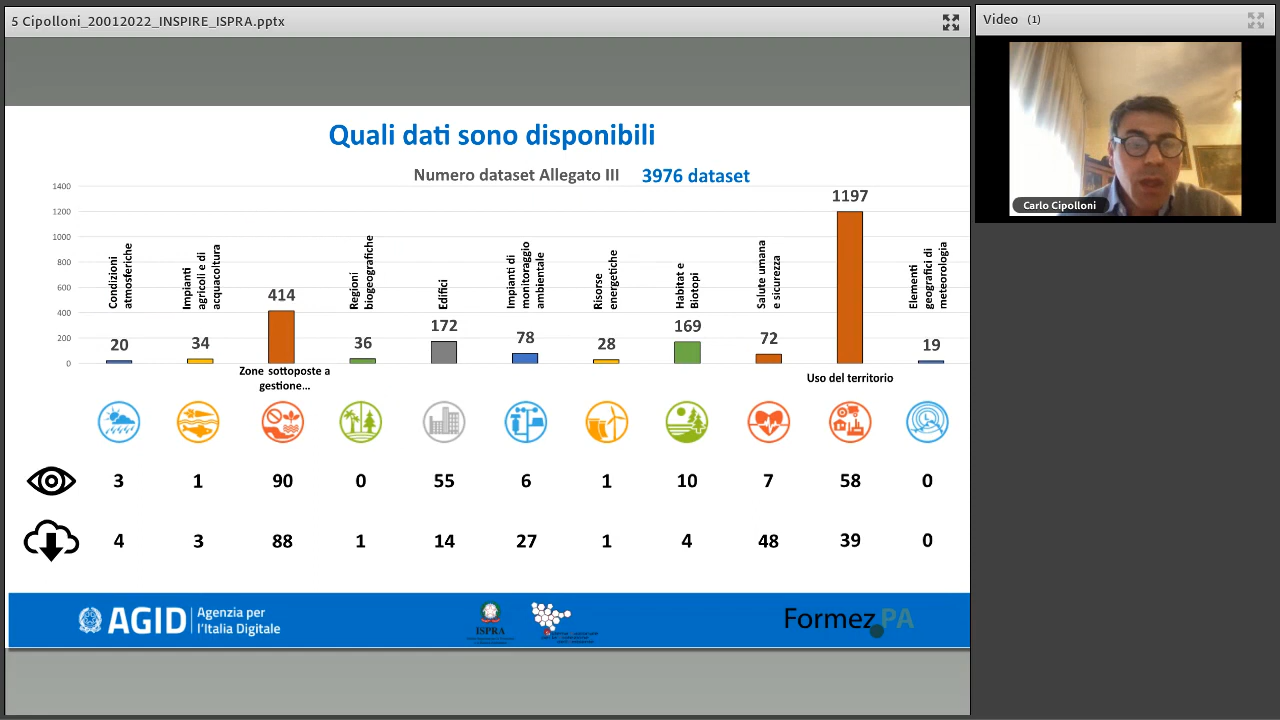 5 Cipolloni_20012022_INSPIRE_ISPRA.pptx
Video (1)
Carlo Cipolloni
Quali dati sono disponibili
Numero dataset Allegato III 3976 dataset
1400
1200
1000
800
600
400
200
0
Condizioni
atmosferiche
Impianti
agricoli e di
acquacoltura
Regioni
biogeografiche
Edifici
Impianti di
monitoraggio
ambientale
Risorse
energetiche
Habitat e
Biotopi
Salute umana
e sicurezza
Elementi
geografici di
meteorologia
20 34 414 36 172 78 28 169 72 1197 19
Zone sottoposte a
gestione...
Uso del territorio
3 1 90 0 55 6 1 10 7 58 0
4 3 88 1 14 27 1 4 48 39 0
AGID
Agenzia per
l'Italia Digitale
ISPRA
Formez PA